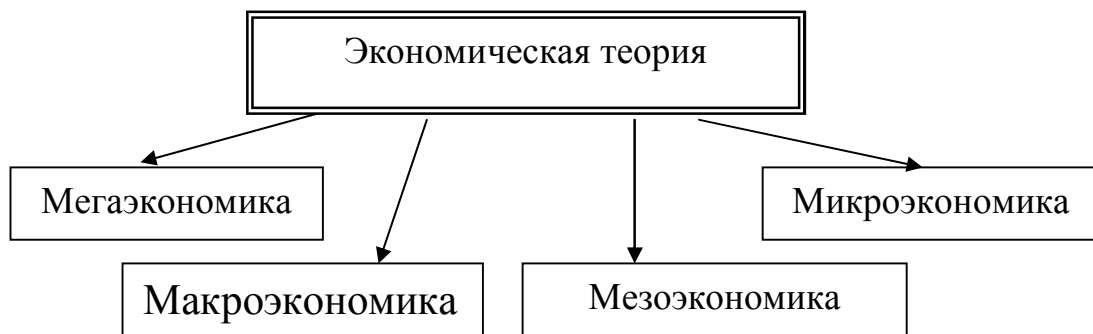 Экономическая теория
Мегаэкономика
Микроэкономика
Макроэкономика
Мезоэкономика